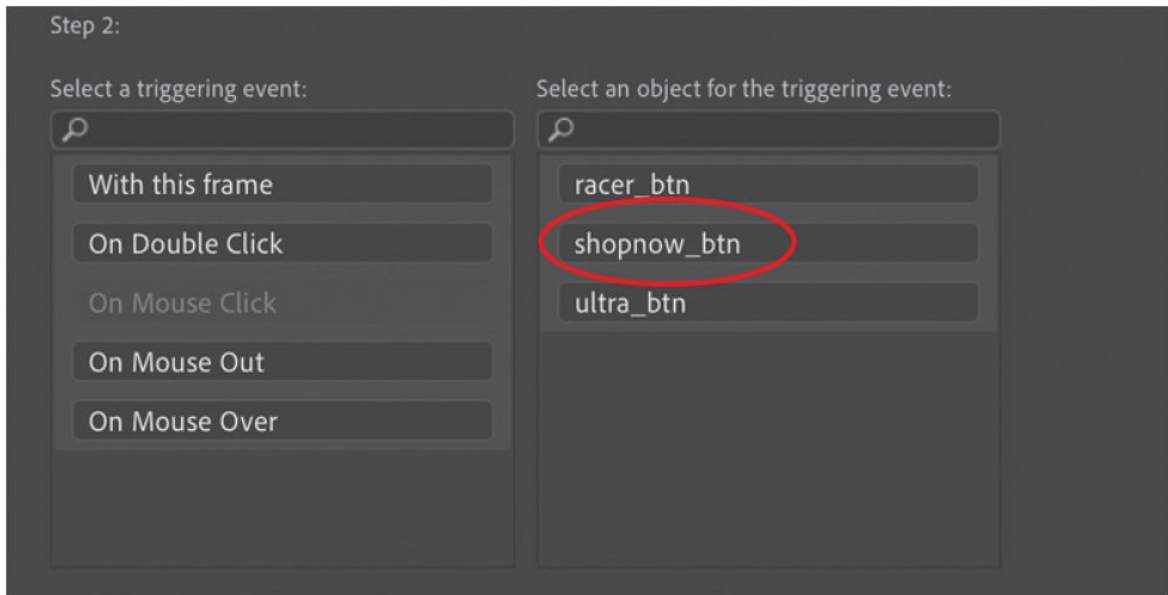 Step 2:
Select a triggering event:
Select an object for the triggering event:
With this frame
racer_btn
On Double Click
shopnow_btn
On Mouse Click
ultra_btn
On Mouse Out
On Mouse Over